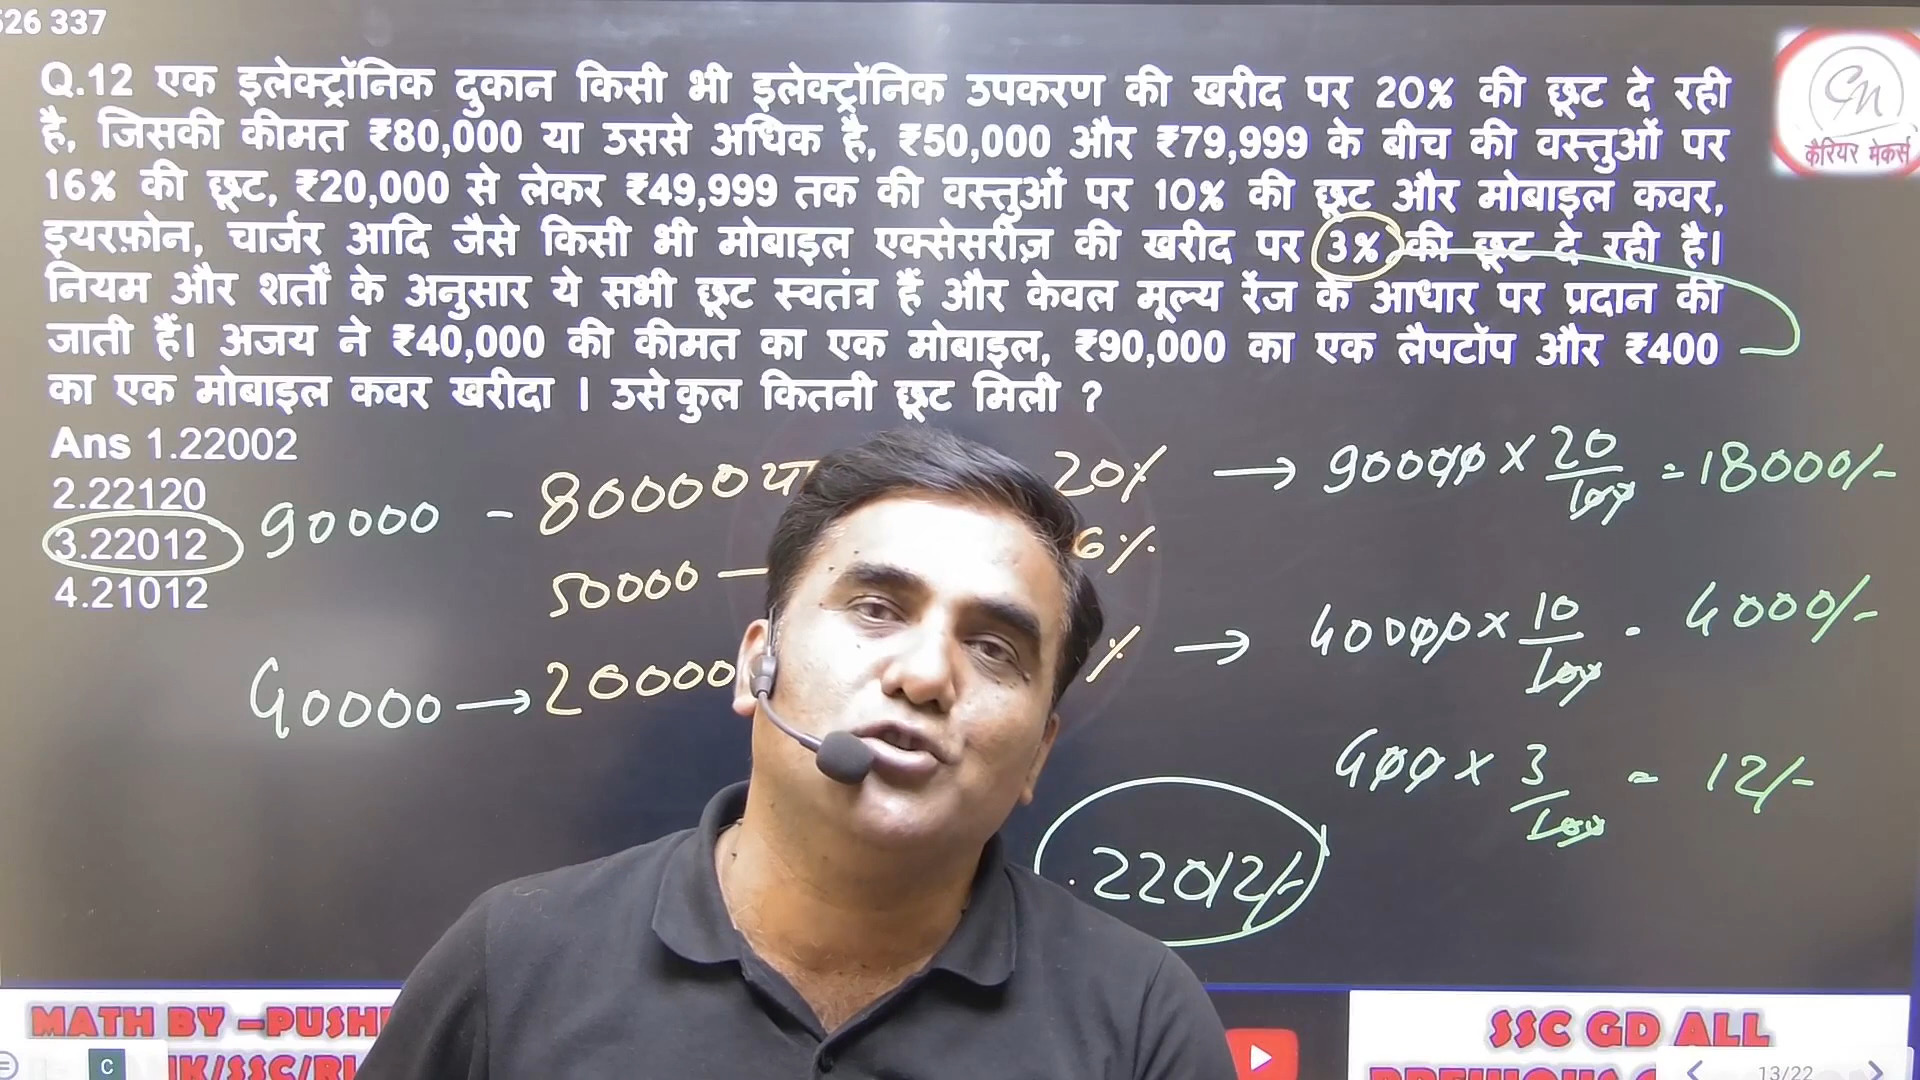 526 337
Q.12 एक इलेक्ट्रॉनिक दुकान किसी भी इलेक्ट्रॉनिक उपकरण की खरीद पर 20% की छूट दे रही
है, जिसकी कीमत ₹80,000 या उससे अधिक है, ₹50,000 और ₹79,999 के बीच की वस्तुओं पर
16% की छूट, ₹20,000 से लेकर ₹49,999 तक की वस्तुओं पर 10% की छूट और मोबाइल कवर,
इयरफ़ोन, चार्जर आदि जैसे किसी भी मोबाइल एक्सेसरीज़ की खरीद पर 3% की छूट दे रही है।
नियम और शर्तों के अनुसार ये सभी छूट स्वतंत्र हैं और केवल मूल्य रेंज के आधार पर प्रदान की
जाती हैं। अजय ने ₹40,000 की कीमत का एक मोबाइल, ₹90,000 का एक लैपटॉप और ₹400
का एक मोबाइल कवर खरीदा । उसे कुल कितनी छूट मिली ?
CM
कैरियर मेकर्स
Ans 1.22002
2.22120
3.22012
4.21012
90000 - 80000 या 20% → 90000 × 20/100 = 18000/-
50000 — 6%
40000 → 20000 % → 40000 × 10/100 = 4000/-
400 × 3/100 = 12/-
22012/-
MATH BY –PUSH
NK/SSC/RL
C
SSC GD ALL
PREVIOUS
13/22